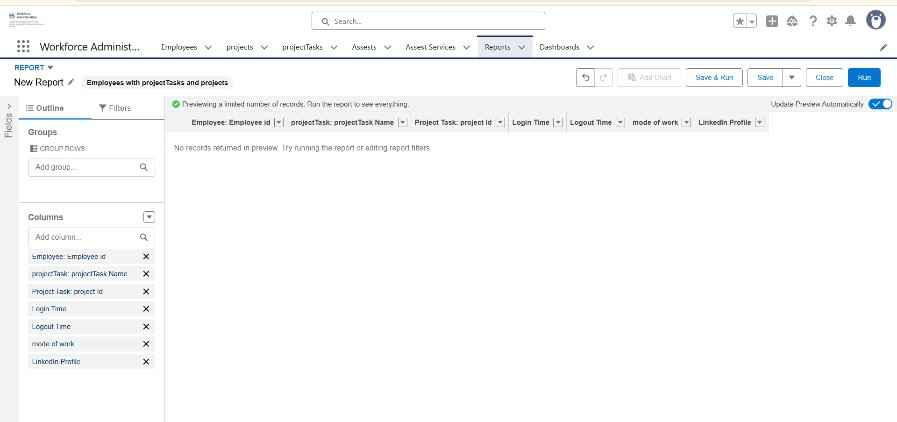 Workforce
Administration
Search...
Workforce Administ...
Employees
projects
projectTasks
Assests
Assest Services
Reports
Dashboards
REPORT
New Report
Employees with projectTasks and projects
Add Chart
Save & Run
Save
Close
Run
Fields
Outline
Filters
Previewing a limited number of records. Run the report to see everything.
Update Preview Automatically
Groups
GROUP ROWS
Add group...
Employee: Employee id
projectTask: projectTask Name
Project Task: project Id
Login Time
Logout Time
mode of work
LinkedIn Profile
No records returned in preview. Try running the report or editing report filters.
Columns
Add column...
Employee: Employee id
projectTask: projectTask Name
Project Task: project Id
Login Time
Logout Time
mode of work
LinkedIn Profile